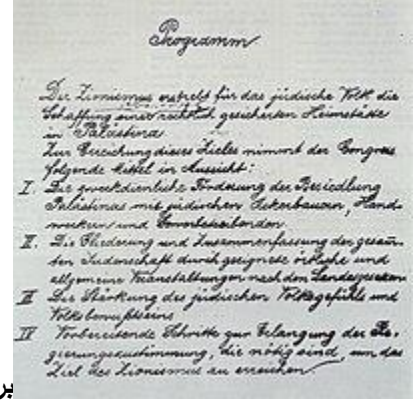 Programm
Der Zionismus erstrebt für das jüdische Volk die
Schaffung einer rechtlich gesicherten Heimstätte
in Palästina
Zur Erreichung dieses Zieles nimmt der Congress
folgende Mittel in Aussicht:
I. Die zweckdienliche Förderung der Besiedlung
Palästinas mit jüdischen Ackerbauern, Hand-
werkern und Gewerbetreibenden
II. Die Gliederung und Zusammenfassung der gesam-
ten Judenschaft durch geeignete örtliche und
allgemeine Veranstaltungen nach den Landesgesetzen
III Die Stärkung des jüdischen Volksgefühls und
Volksbewußtseins
IV Vorbereitende Schritte zur Erlangung der Re-
gierungszustimmung, die nötig sind, um das
Ziel des Zionismus zu erreichen
بر